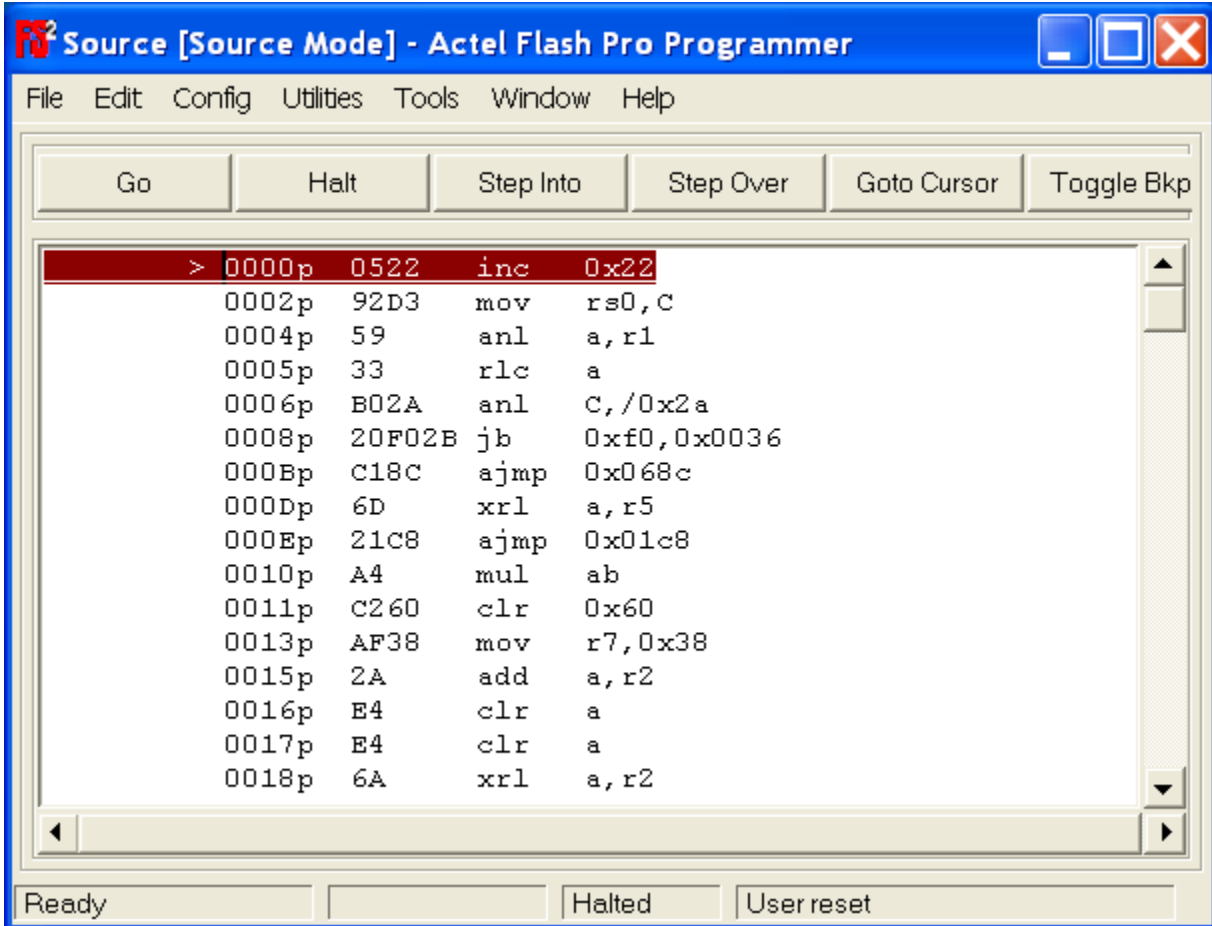 FS2 Source [Source Mode] - Actel Flash Pro Programmer
File Edit Config Utilities Tools Window Help
Go Halt Step Into Step Over Goto Cursor Toggle Bkp
> 0000p 0522 inc 0x22
0002p 92D3 mov rs0,C
0004p 59 anl a,r1
0005p 33 rlc a
0006p B02A anl C,/0x2a
0008p 20F02B jb 0xf0,0x0036
000Bp C18C ajmp 0x068c
000Dp 6D xrl a,r5
000Ep 21C8 ajmp 0x01c8
0010p A4 mul ab
0011p C260 clr 0x60
0013p AF38 mov r7,0x38
0015p 2A add a,r2
0016p E4 clr a
0017p E4 clr a
0018p 6A xrl a,r2
Ready Halted User reset